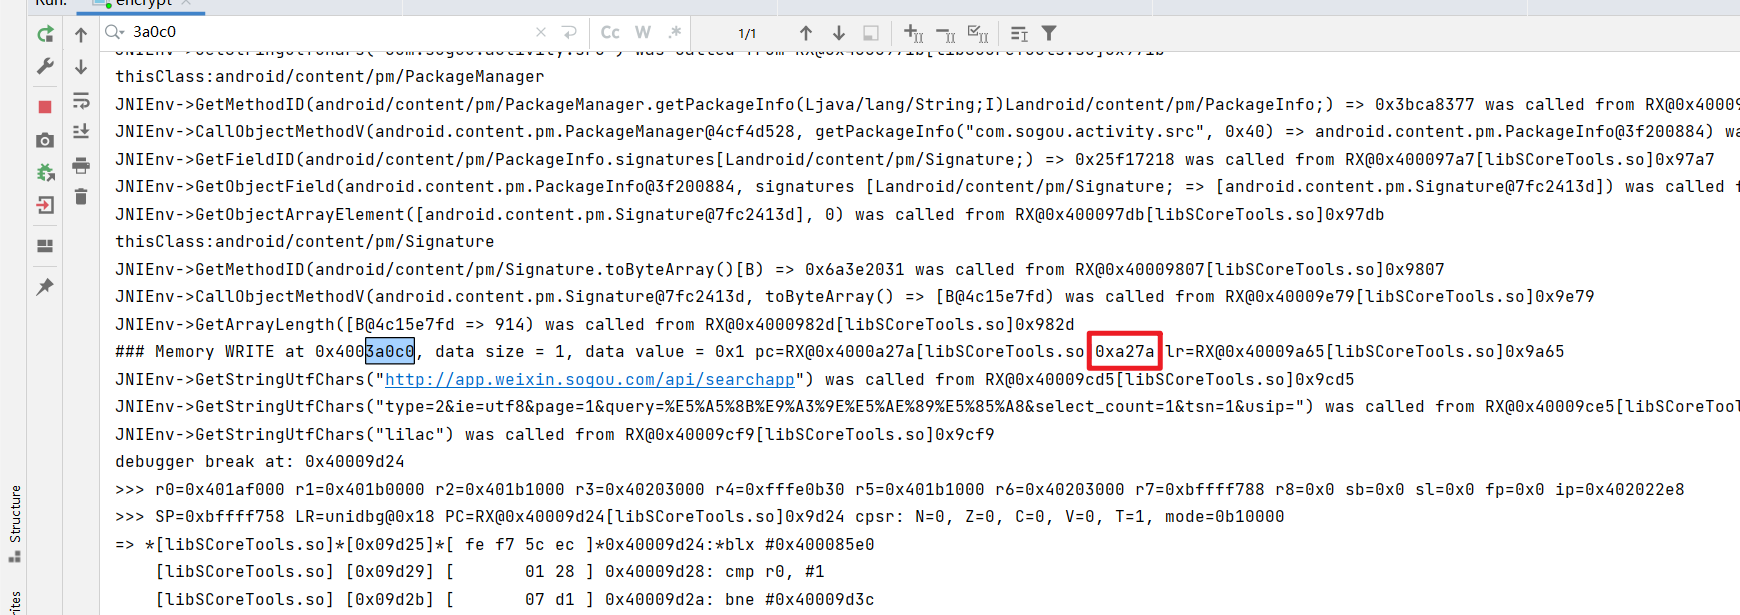 Run: encrypt
3a0c0 Cc W .* 1/1
JNIEnv->GetStringUtfChars("com.sogou.activity.src") was called from RX@0x4000971b[libSCoreTools.so]0x971b
thisClass:android/content/pm/PackageManager
JNIEnv->GetMethodID(android/content/pm/PackageManager.getPackageInfo(Ljava/lang/String;I)Landroid/content/pm/PackageInfo;) => 0x3bca8377 was called from RX@0x40009
JNIEnv->CallObjectMethodV(android.content.pm.PackageManager@4cf4d528, getPackageInfo("com.sogou.activity.src", 0x40) => android.content.pm.PackageInfo@3f200884) wa
JNIEnv->GetFieldID(android/content/pm/PackageInfo.signatures[Landroid/content/pm/Signature;) => 0x25f17218 was called from RX@0x400097a7[libSCoreTools.so]0x97a7
JNIEnv->GetObjectField(android.content.pm.PackageInfo@3f200884, signatures [Landroid/content/pm/Signature; => [android.content.pm.Signature@7fc2413d]) was called f
JNIEnv->GetObjectArrayElement([android.content.pm.Signature@7fc2413d], 0) was called from RX@0x400097db[libSCoreTools.so]0x97db
thisClass:android/content/pm/Signature
JNIEnv->GetMethodID(android/content/pm/Signature.toByteArray()[B) => 0x6a3e2031 was called from RX@0x40009807[libSCoreTools.so]0x9807
JNIEnv->CallObjectMethodV(android.content.pm.Signature@7fc2413d, toByteArray() => [B@4c15e7fd) was called from RX@0x40009e79[libSCoreTools.so]0x9e79
JNIEnv->GetArrayLength([B@4c15e7fd => 914) was called from RX@0x4000982d[libSCoreTools.so]0x982d
### Memory WRITE at 0x4003a0c0, data size = 1, data value = 0x1 pc=RX@0x4000a27a[libSCoreTools.so 0xa27a lr=RX@0x40009a65[libSCoreTools.so]0x9a65
JNIEnv->GetStringUtfChars("http://app.weixin.sogou.com/api/searchapp") was called from RX@0x40009cd5[libSCoreTools.so]0x9cd5
JNIEnv->GetStringUtfChars("type=2&ie=utf8&page=1&query=%E5%A5%8B%E9%A3%9E%E5%AE%89%E5%85%A8&select_count=1&tsn=1&usip=") was called from RX@0x40009ce5[libSCoreTool
JNIEnv->GetStringUtfChars("lilac") was called from RX@0x40009cf9[libSCoreTools.so]0x9cf9
debugger break at: 0x40009d24
>>> r0=0x401af000 r1=0x401b0000 r2=0x401b1000 r3=0x40203000 r4=0xfffe0b30 r5=0x401b1000 r6=0x40203000 r7=0xbffff788 r8=0x0 sb=0x0 sl=0x0 fp=0x0 ip=0x402022e8
>>> SP=0xbffff758 LR=unidbg@0x18 PC=RX@0x40009d24[libSCoreTools.so]0x9d24 cpsr: N=0, Z=0, C=0, V=0, T=1, mode=0b10000
=> *[libSCoreTools.so]*[0x09d25]*[ fe f7 5c ec ]*0x40009d24:*blx #0x400085e0
[libSCoreTools.so] [0x09d29] [ 01 28 ] 0x40009d28: cmp r0, #1
[libSCoreTools.so] [0x09d2b] [ 07 d1 ] 0x40009d2a: bne #0x40009d3c
Structure
rites